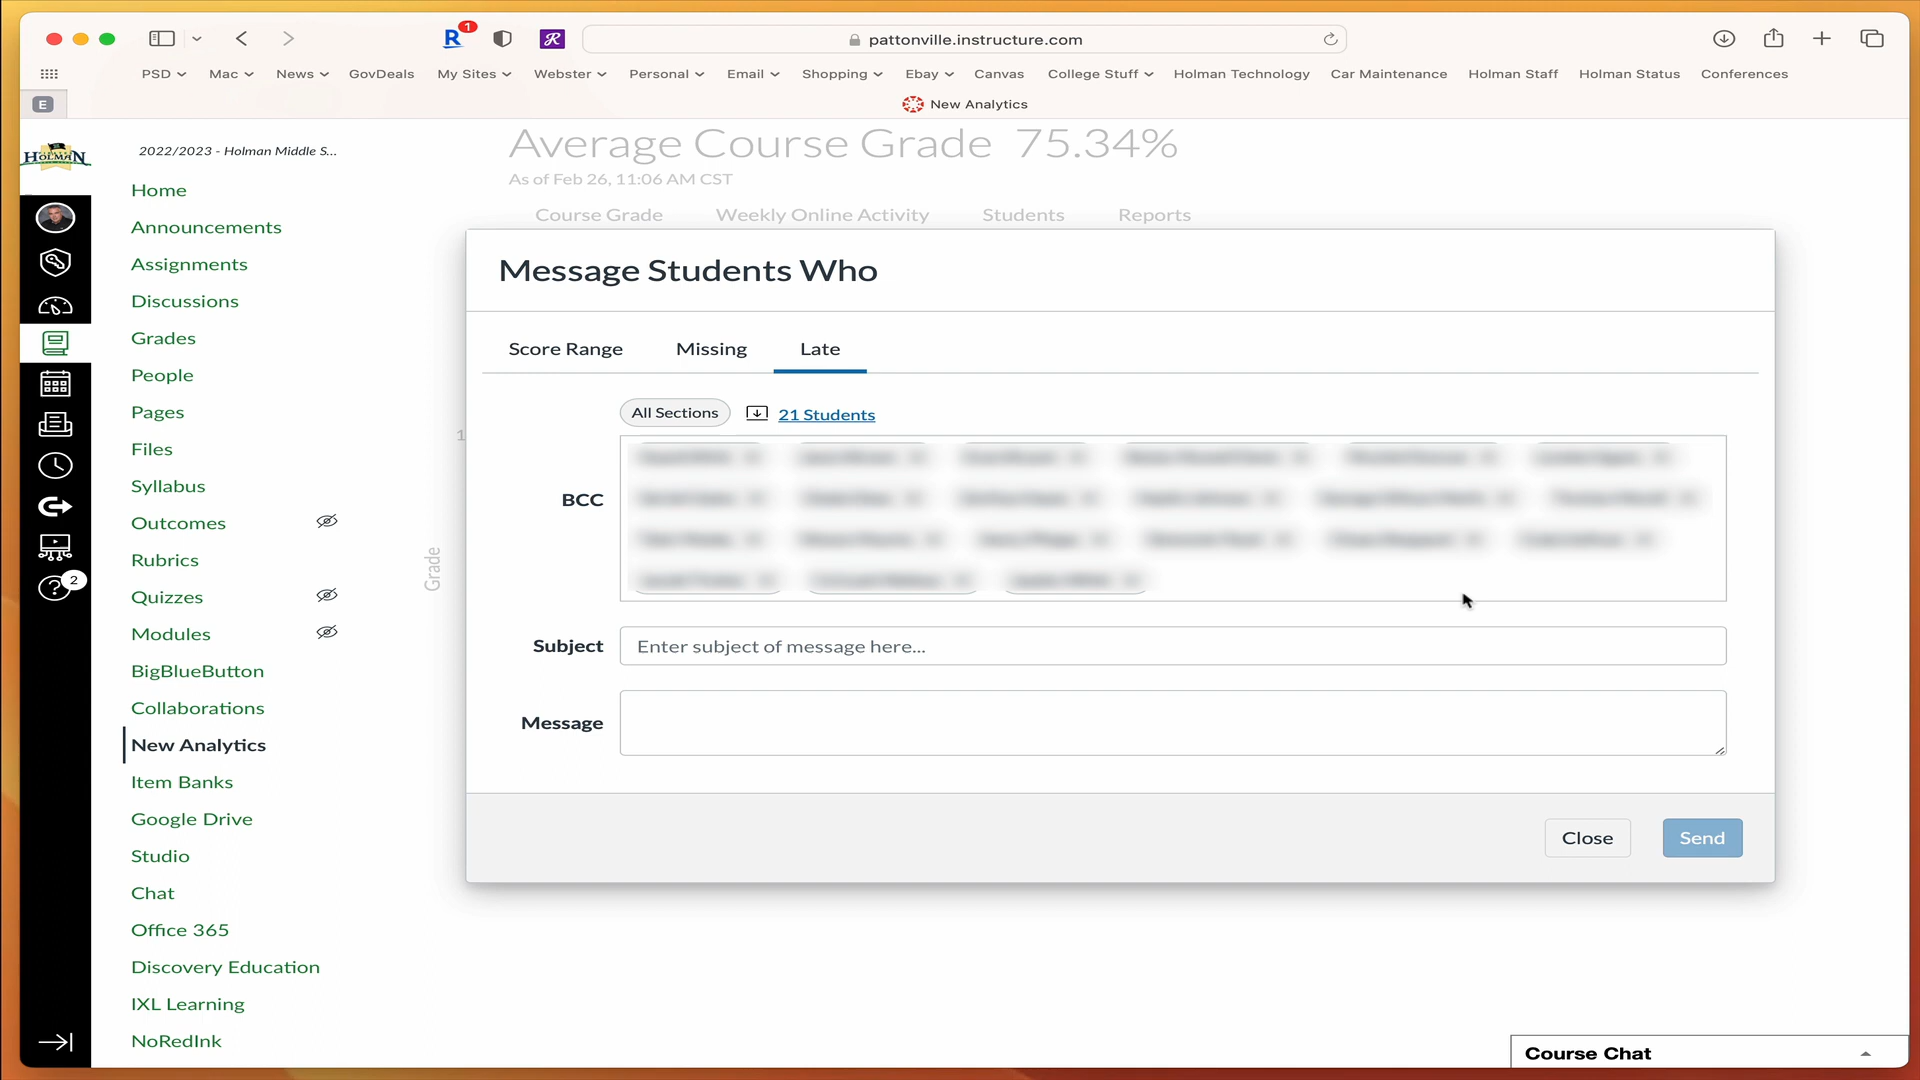 1
R
pattonville.instructure.com
PSD Mac News GovDeals My Sites Webster Personal Email Shopping Ebay Canvas College Stuff Holman Technology Car Maintenance Holman Staff Holman Status Conferences
E
New Analytics
HOLMAN
2022/2023 - Holman Middle S...
Average Course Grade 75.34%
As of Feb 26, 11:06 AM CST
Course Grade Weekly Online Activity Students Reports
Home
Announcements
Assignments
Discussions
Grades
People
Pages
Files
Syllabus
Outcomes
Rubrics
Quizzes
Modules
BigBlueButton
Collaborations
New Analytics
Item Banks
Google Drive
Studio
Chat
Office 365
Discovery Education
IXL Learning
NoRedInk
2
1
Grade
Message Students Who
Score Range Missing Late
All Sections 21 Students
BCC
Subject Enter subject of message here...
Message
Close Send
Course Chat